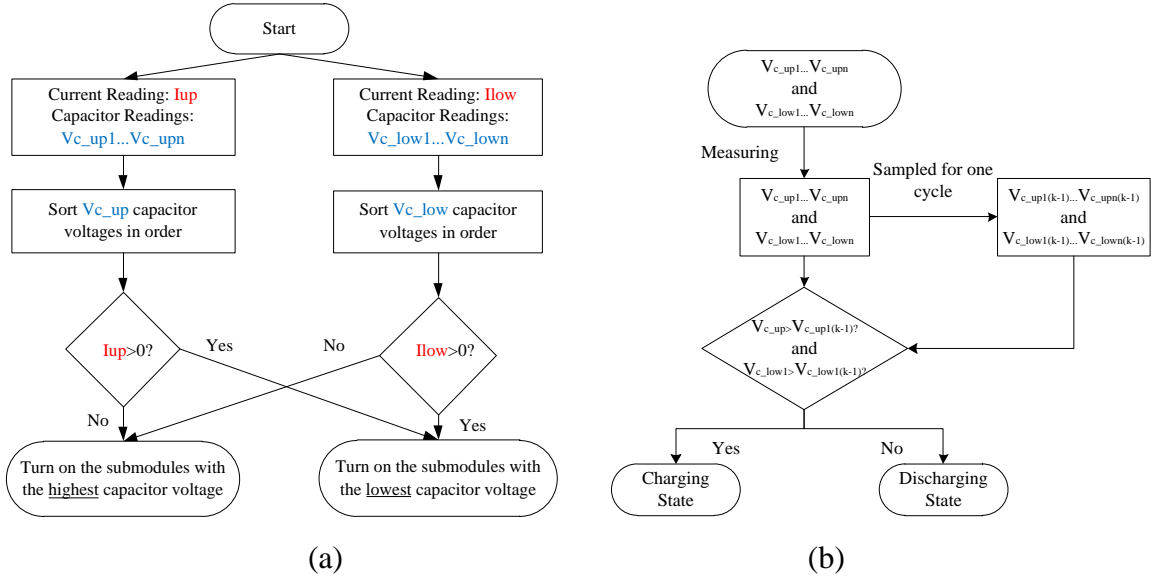 Start
Current Reading: Iup
Capacitor Readings:
Vc_up1...Vc_upn
Current Reading: Ilow
Capacitor Readings:
Vc_low1...Vc_lown
Sort Vc_up capacitor
voltages in order
Sort Vc_low capacitor
voltages in order
Iup>0?
Yes
No
Ilow>0?
No
Yes
Turn on the submodules with
the highest capacitor voltage
Turn on the submodules with
the lowest capacitor voltage
(a)
Vc_up1...Vc_upn
and
Vc_low1...Vc_lown
Measuring
Vc_up1...Vc_upn
and
Vc_low1...Vc_lown
Sampled for one
cycle
Vc_up1(k-1)...Vc_upn(k-1)
and
Vc_low1(k-1)...Vc_lown(k-1)
Vc_up>Vc_up1(k-1)?
and
Vc_low1>Vc_low1(k-1)?
Yes
No
Charging
State
Discharging
State
(b)